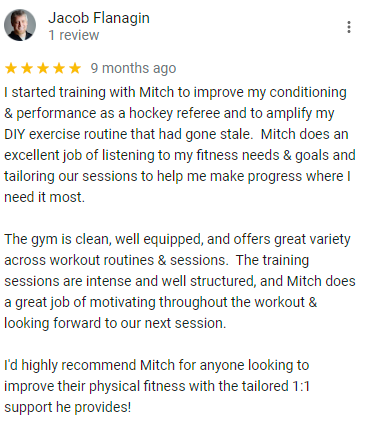 Jacob Flanagin
1 review
9 months ago
I started training with Mitch to improve my conditioning
& performance as a hockey referee and to amplify my
DIY exercise routine that had gone stale.  Mitch does an
excellent job of listening to my fitness needs & goals and
tailoring our sessions to help me make progress where I
need it most.
The gym is clean, well equipped, and offers great variety
across workout routines & sessions.  The training
sessions are intense and well structured, and Mitch does
a great job of motivating throughout the workout &
looking forward to our next session.
I'd highly recommend Mitch for anyone looking to
improve their physical fitness with the tailored 1:1
support he provides!